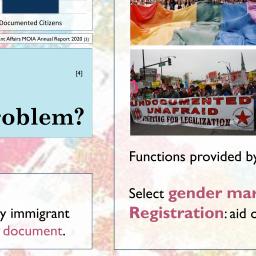 Documented Citizens
nt Affairs MOIA Annual Report 2020 [3]
[4]
oblem?
y immigrant
document.
UNDOCUMENTED
UNAFRAID
FIGHTING FOR LEGALIZATION
Functions provided by
Select gender mar
Registration: aid o